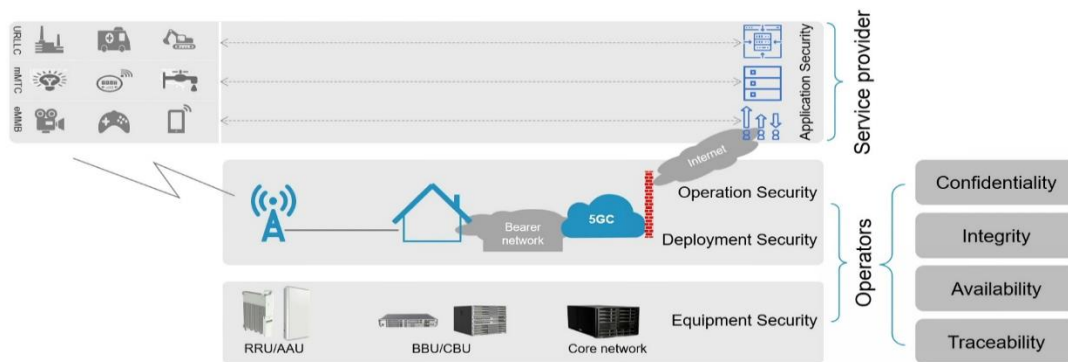 URLLC
mMTC
eMMB
Application Security
Service provider
Internet
Operation Security
5GC
Bearer
network
Deployment Security
Operators
Confidentiality
Integrity
Availability
Traceability
Equipment Security
RRU/AAU
BBU/CBU
Core network